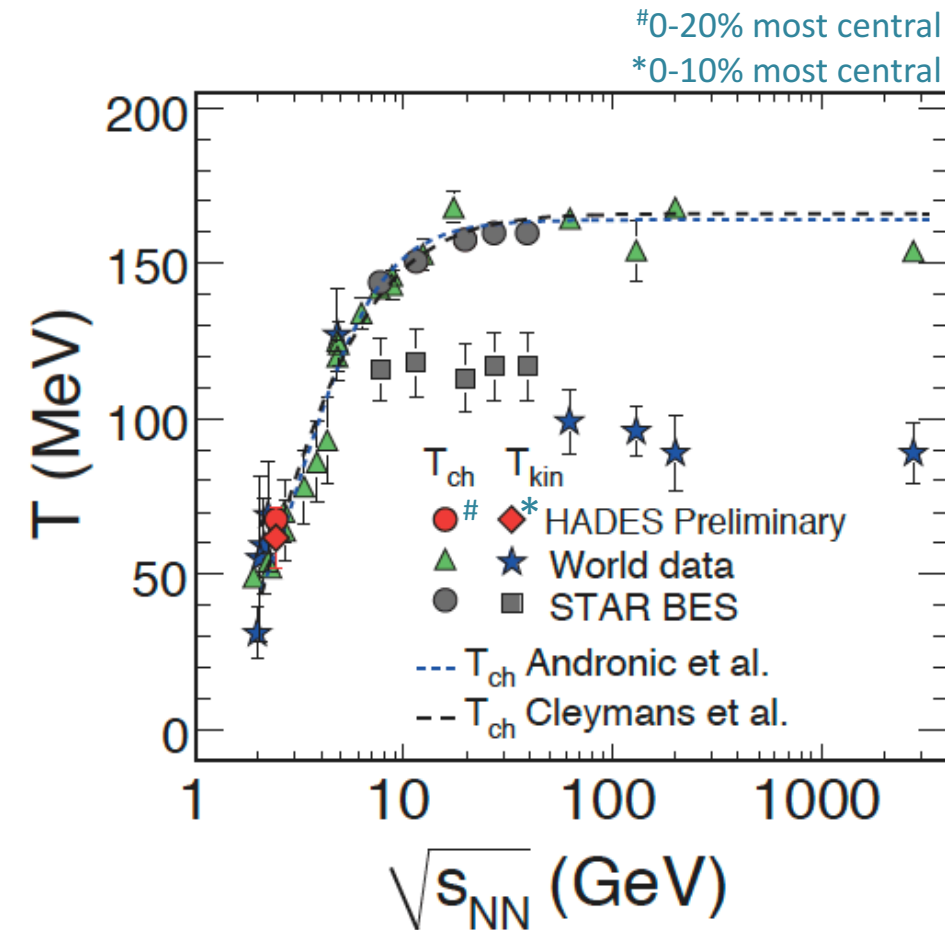 #0-20% most central
*0-10% most central
200
150
100
50
0
T (MeV)
T_ch T_kin
# * HADES Preliminary
World data
STAR BES
T_ch Andronic et al.
T_ch Cleymans et al.
1 10 100 1000
√s_NN (GeV)